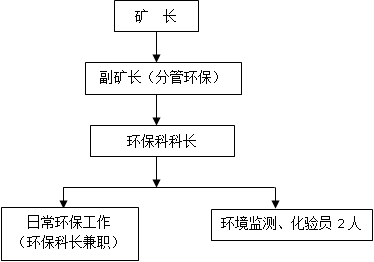 矿　长
副矿长（分管环保）
环保科科长
日常环保工作
（环保科长兼职）
环境监测、化验员 2 人